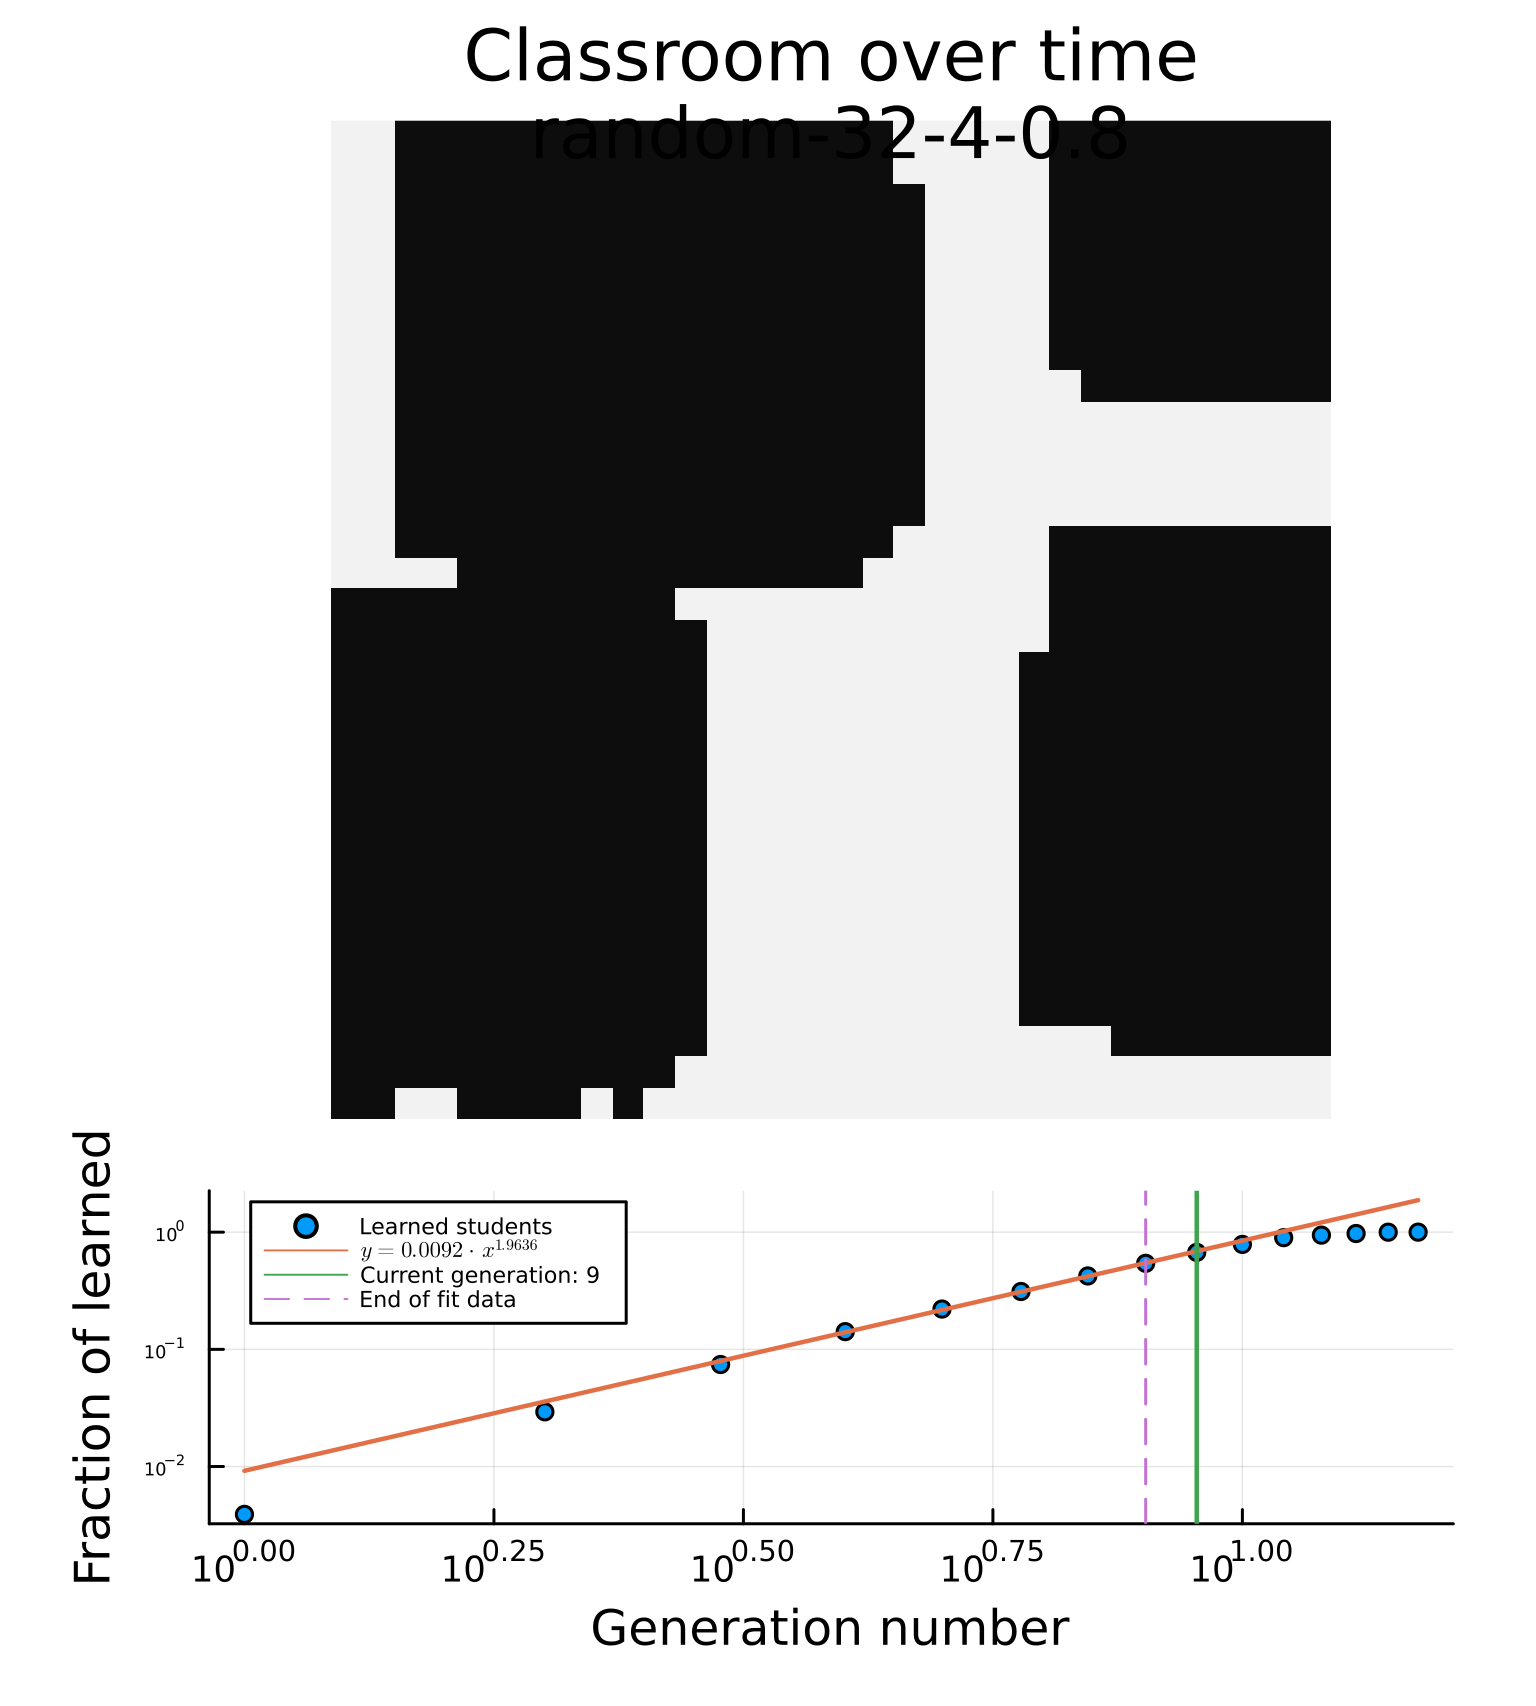 Classroom over time
random-32-4-0.8
Fraction of learned
10^0
10^-1
10^-2
Learned students
y = 0.0092 · x^1.9636
Current generation: 9
End of fit data
10^0.00 10^0.25 10^0.50 10^0.75 10^1.00
Generation number